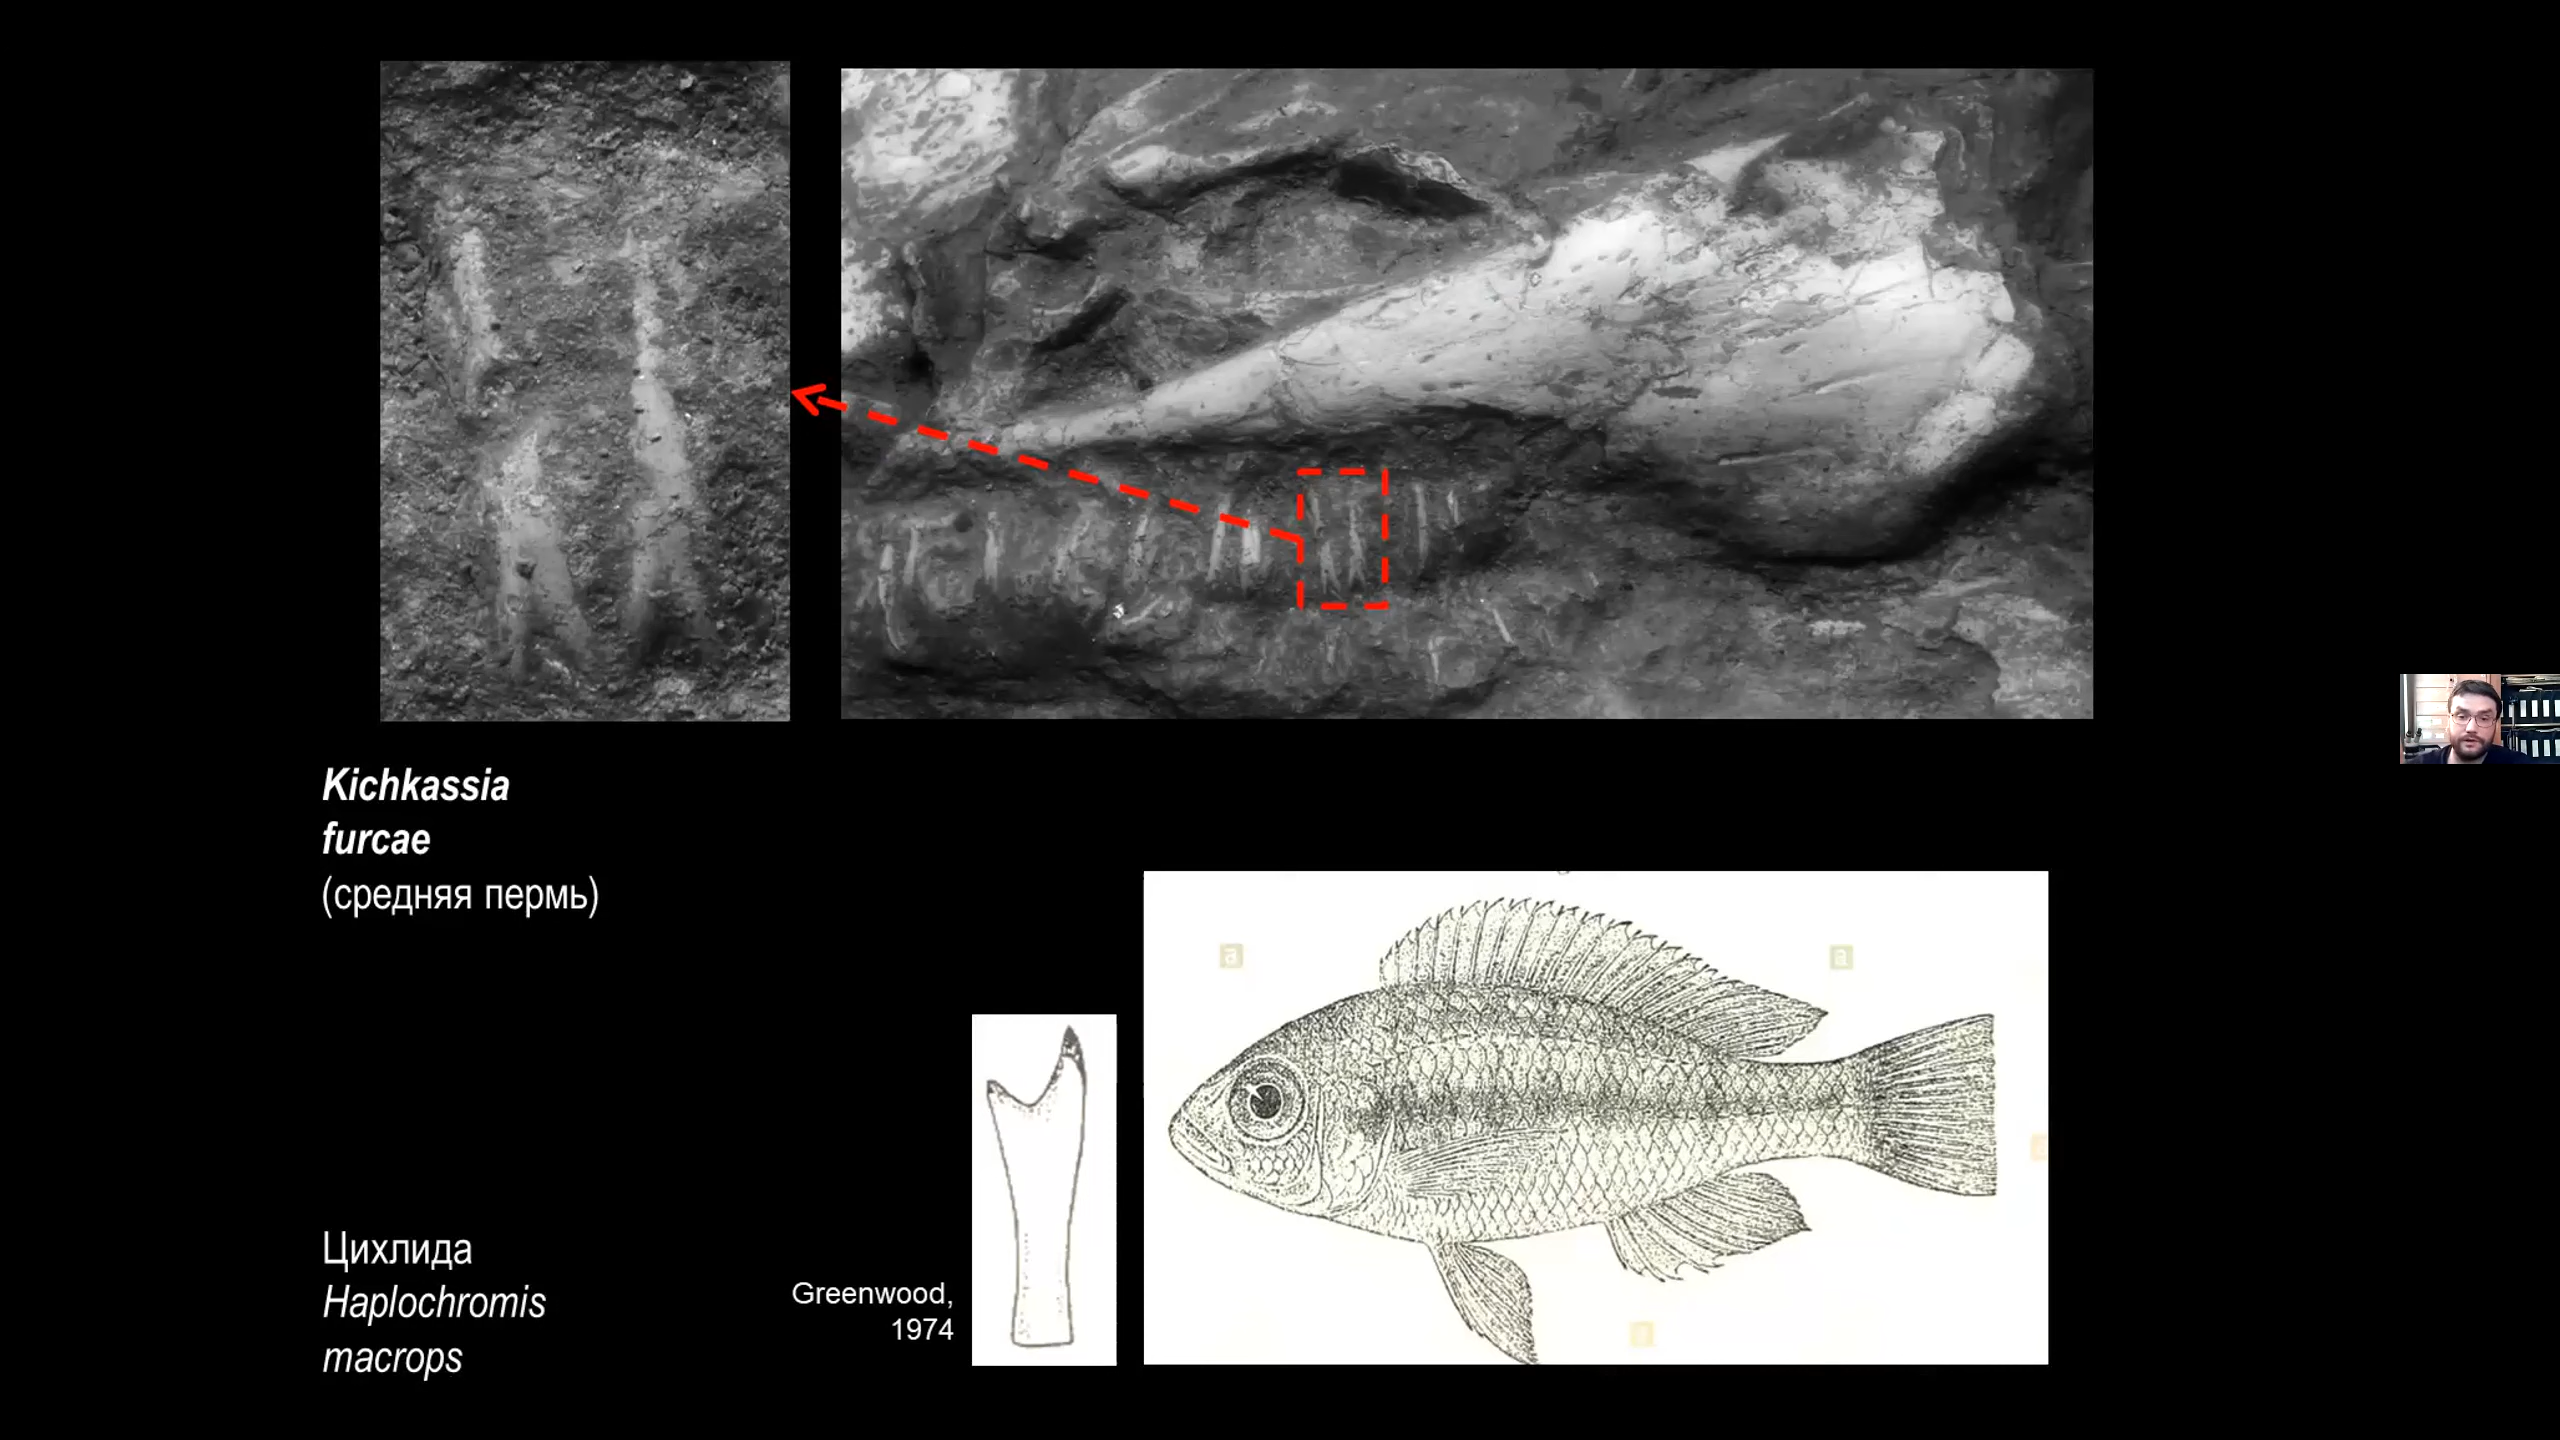 Kichkassia
furcae
(средняя пермь)
Цихлида
Haplochromis
macrops
Greenwood,
1974
a
a
a
a